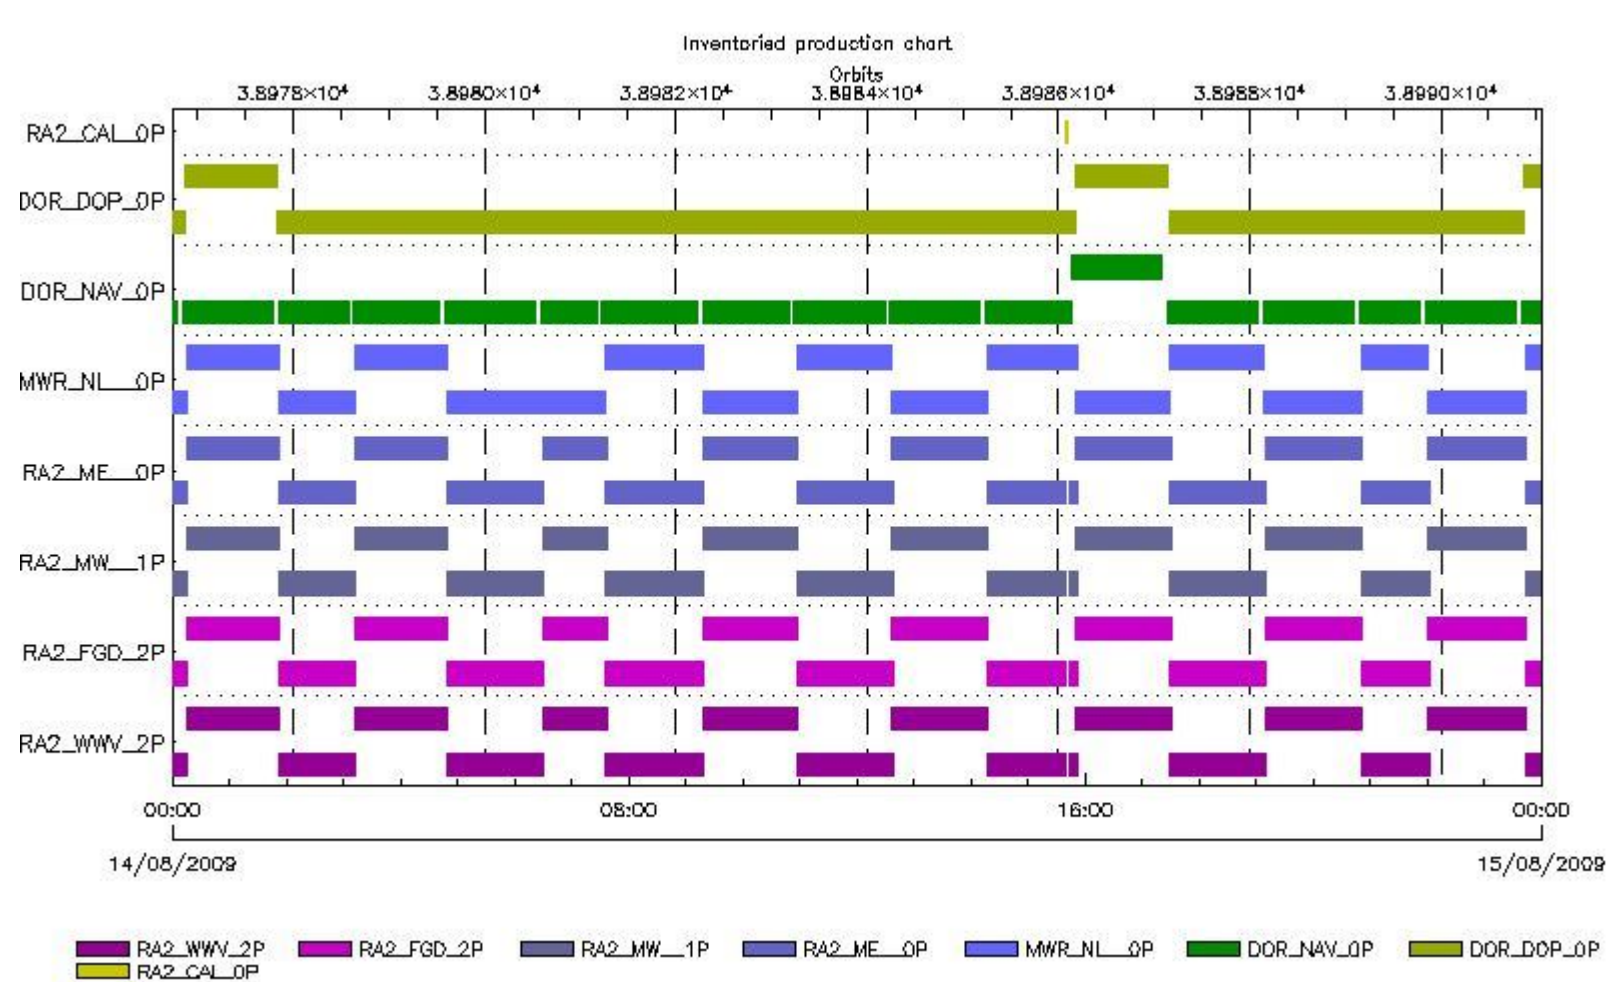 Inventoried production chart
Orbits
3.8978×10⁴ 3.8980×10⁴ 3.8982×10⁴ 3.8984×10⁴ 3.8986×10⁴ 3.8988×10⁴ 3.8990×10⁴
RA2_CAL_0P
DOR_DOP_0P
DOR_NAV_0P
MWR_NL__0P
RA2_ME__0P
RA2_MW__1P
RA2_FGD_2P
RA2_WWV_2P
00:00 08:00 16:00 00:00
14/08/2009 15/08/2009
RA2_WWV_2P RA2_FGD_2P RA2_MW__1P RA2_ME__0P MWR_NL__0P DOR_NAV_0P DOR_DOP_0P
RA2_CAL_0P